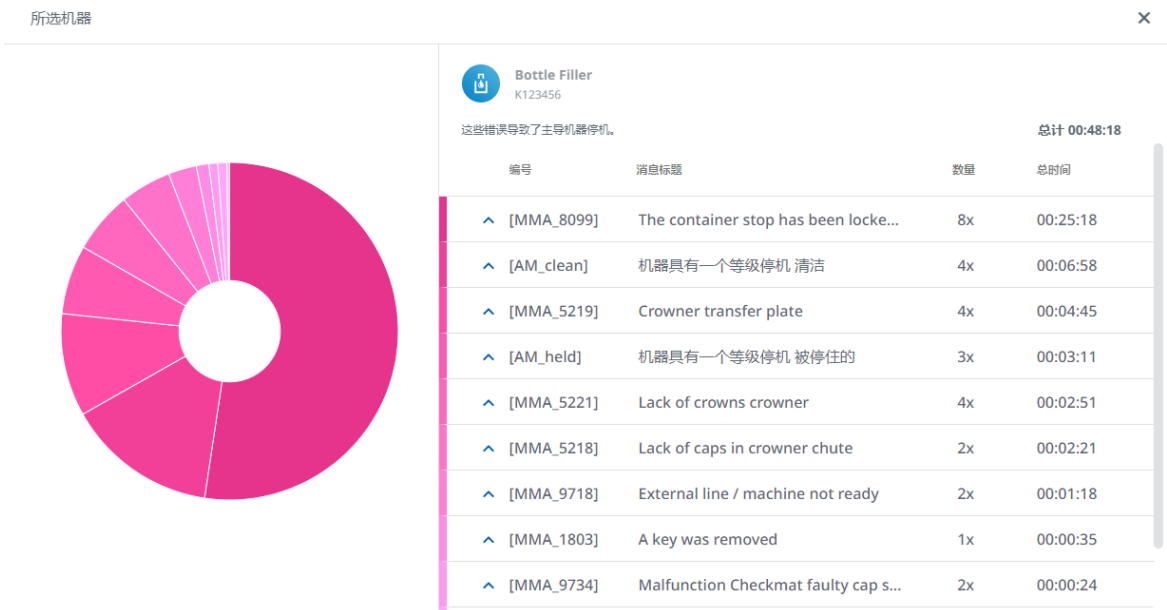 所选机器
Bottle Filler
K123456
这些错误导致了主导机器停机。 总计 00:48:18
编号 消息标题 数量 总时间
[MMA_8099] The container stop has been locke... 8x 00:25:18
[AM_clean] 机器具有一个等级停机 清洁 4x 00:06:58
[MMA_5219] Crowner transfer plate 4x 00:04:45
[AM_held] 机器具有一个等级停机 被停住的 3x 00:03:11
[MMA_5221] Lack of crowns crowner 4x 00:02:51
[MMA_5218] Lack of caps in crowner chute 2x 00:02:21
[MMA_9718] External line / machine not ready 2x 00:01:18
[MMA_1803] A key was removed 1x 00:00:35
[MMA_9734] Malfunction Checkmat faulty cap s... 2x 00:00:24